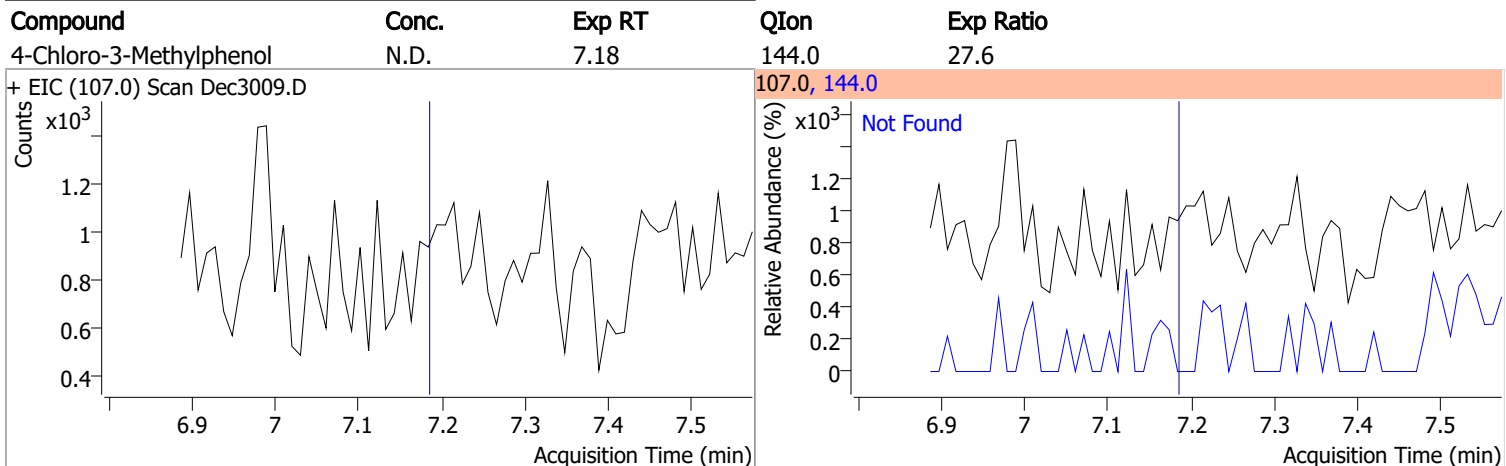 Compound Conc. Exp RT QIon Exp Ratio
4-Chloro-3-Methylphenol N.D. 7.18 144.0 27.6
+ EIC (107.0) Scan Dec3009.D
Counts
x10³
1.2
1
0.8
0.6
0.4
6.9 7 7.1 7.2 7.3 7.4 7.5
Acquisition Time (min)
107.0, 144.0
Relative Abundance (%)
x10³
Not Found
1.2
1
0.8
0.6
0.4
0.2
0
6.9 7 7.1 7.2 7.3 7.4 7.5
Acquisition Time (min)